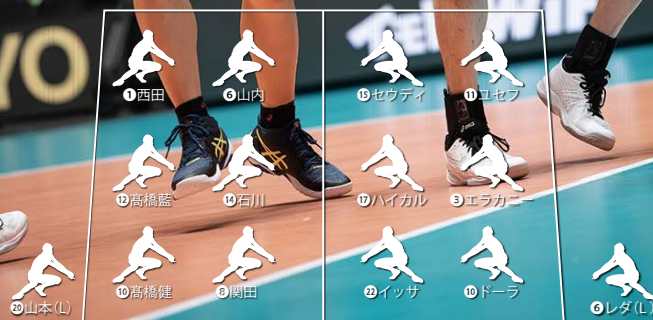 ❶西田
❻山内
⓯セウディ
⓫ユセフ
⓬髙橋藍
⓮石川
⓱ハイカル
❸エラカニー
❿髙橋健
❽関田
㉒イッサ
❿ドーラ
⓴山本(L)
❻レダ(L)
YO